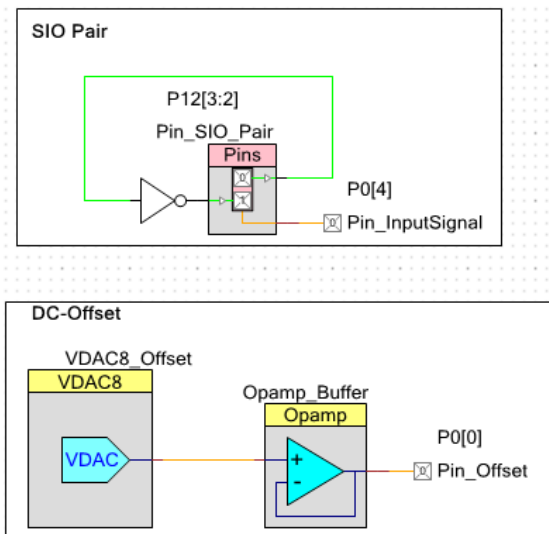 SIO Pair
P12[3:2]
Pin_SIO_Pair
Pins
P0[4]
Pin_InputSignal
DC-Offset
VDAC8_Offset
VDAC8
VDAC
Opamp_Buffer
Opamp
+
-
P0[0]
Pin_Offset